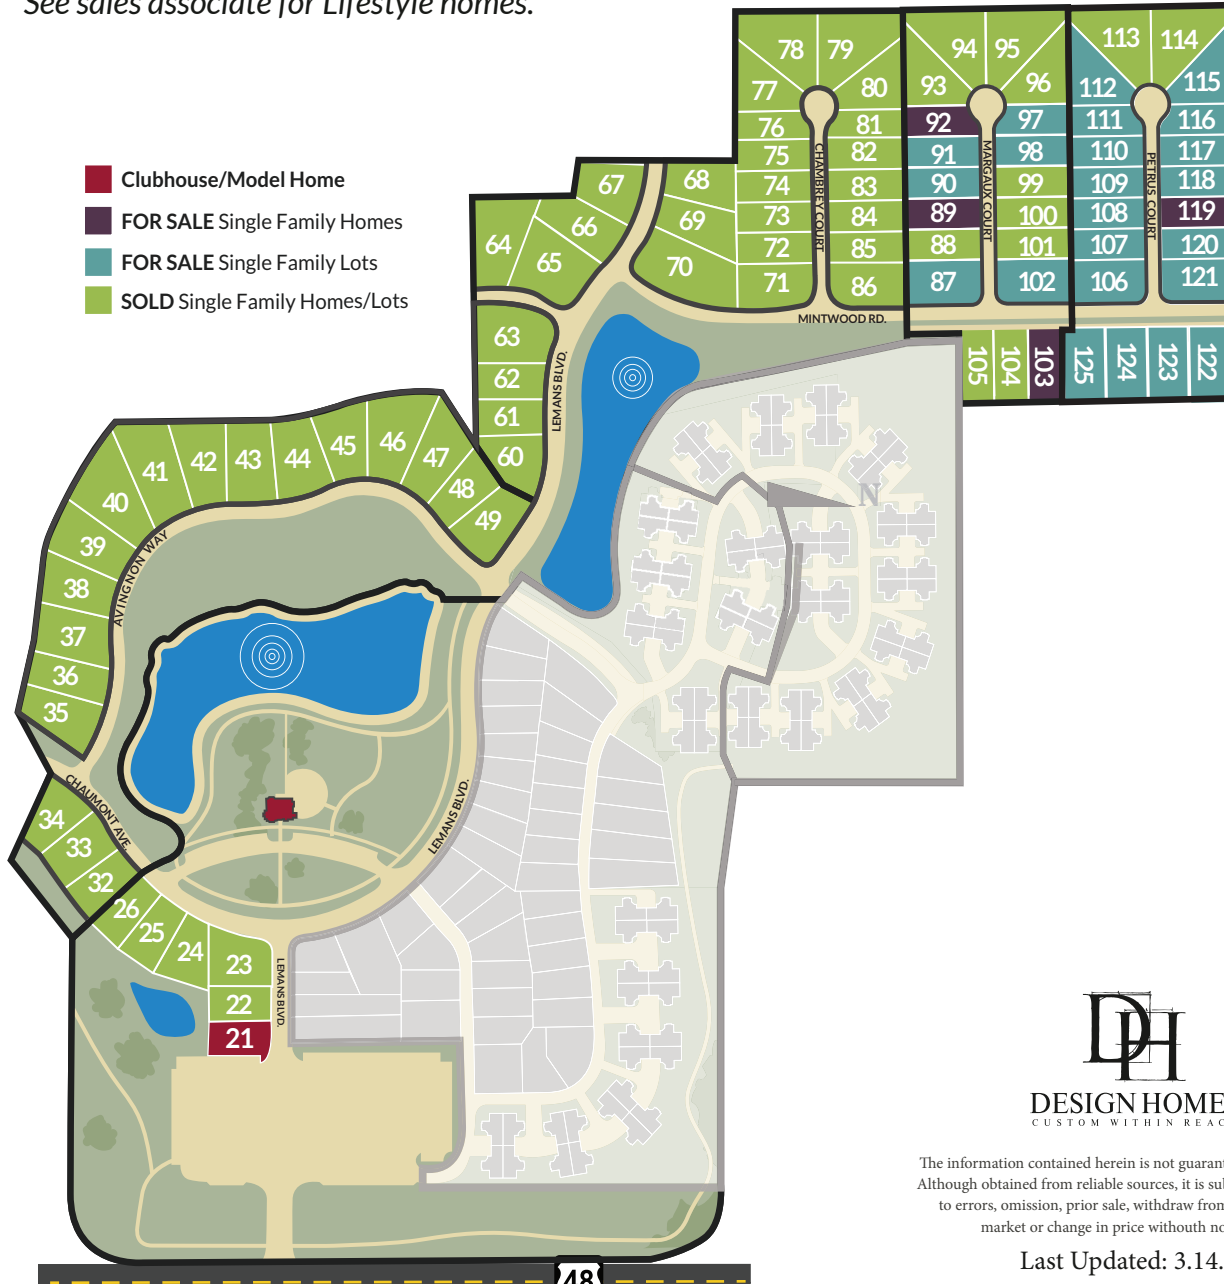 See sales associate for Lifestyle homes.
Clubhouse/Model Home
FOR SALE Single Family Homes
FOR SALE Single Family Lots
SOLD Single Family Homes/Lots
78 79
77 80
76 81
75 82
74 83
73 84
72 85
71 86
CHAMBREY COURT
94 95
93 96
92 97
91 98
90 99
89 100
88 101
87 102
MARGAUX COURT
113 114
112 115
111 116
110 117
109 118
108 119
107 120
106 121
PETRUS COURT
MINTWOOD RD.
105 104 103 125 124 123 122
67 68
66 69
64 65 70
63
62
61
60
LEMANS BLVD.
41 42 43 44 45 46 47
40 48
39 49
38
37
36
35
AVINGNON WAY
N
CHAUMONT AVE.
34
33
32
26
25
24
23
22
21
LEMANS BLVD.
LEMANS BLVD.
48
DH
DESIGN HOME
CUSTOM WITHIN REAC
The information contained herein is not guarant
Although obtained from reliable sources, it is sub
to errors, omission, prior sale, withdraw from
market or change in price withouth no
Last Updated: 3.14.